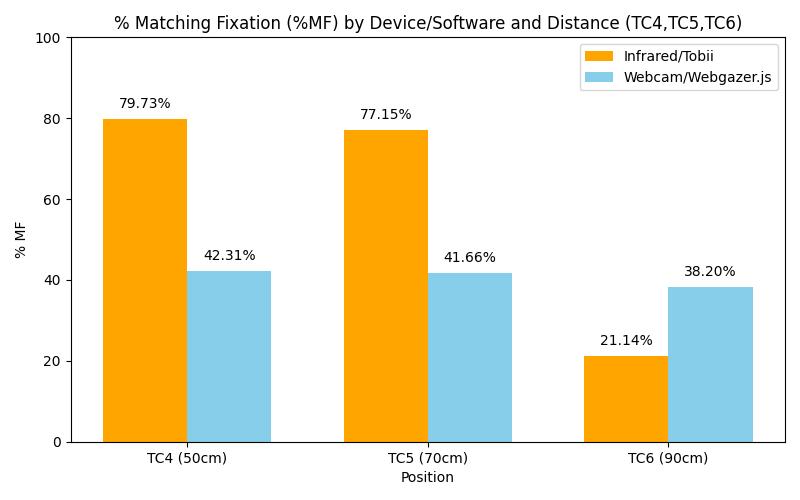 % Matching Fixation (%MF) by Device/Software and Distance (TC4,TC5,TC6)
Infrared/Tobii
Webcam/Webgazer.js
100
80
60
40
20
0
% MF
79.73%
42.31%
77.15%
41.66%
21.14%
38.20%
TC4 (50cm)
TC5 (70cm)
TC6 (90cm)
Position